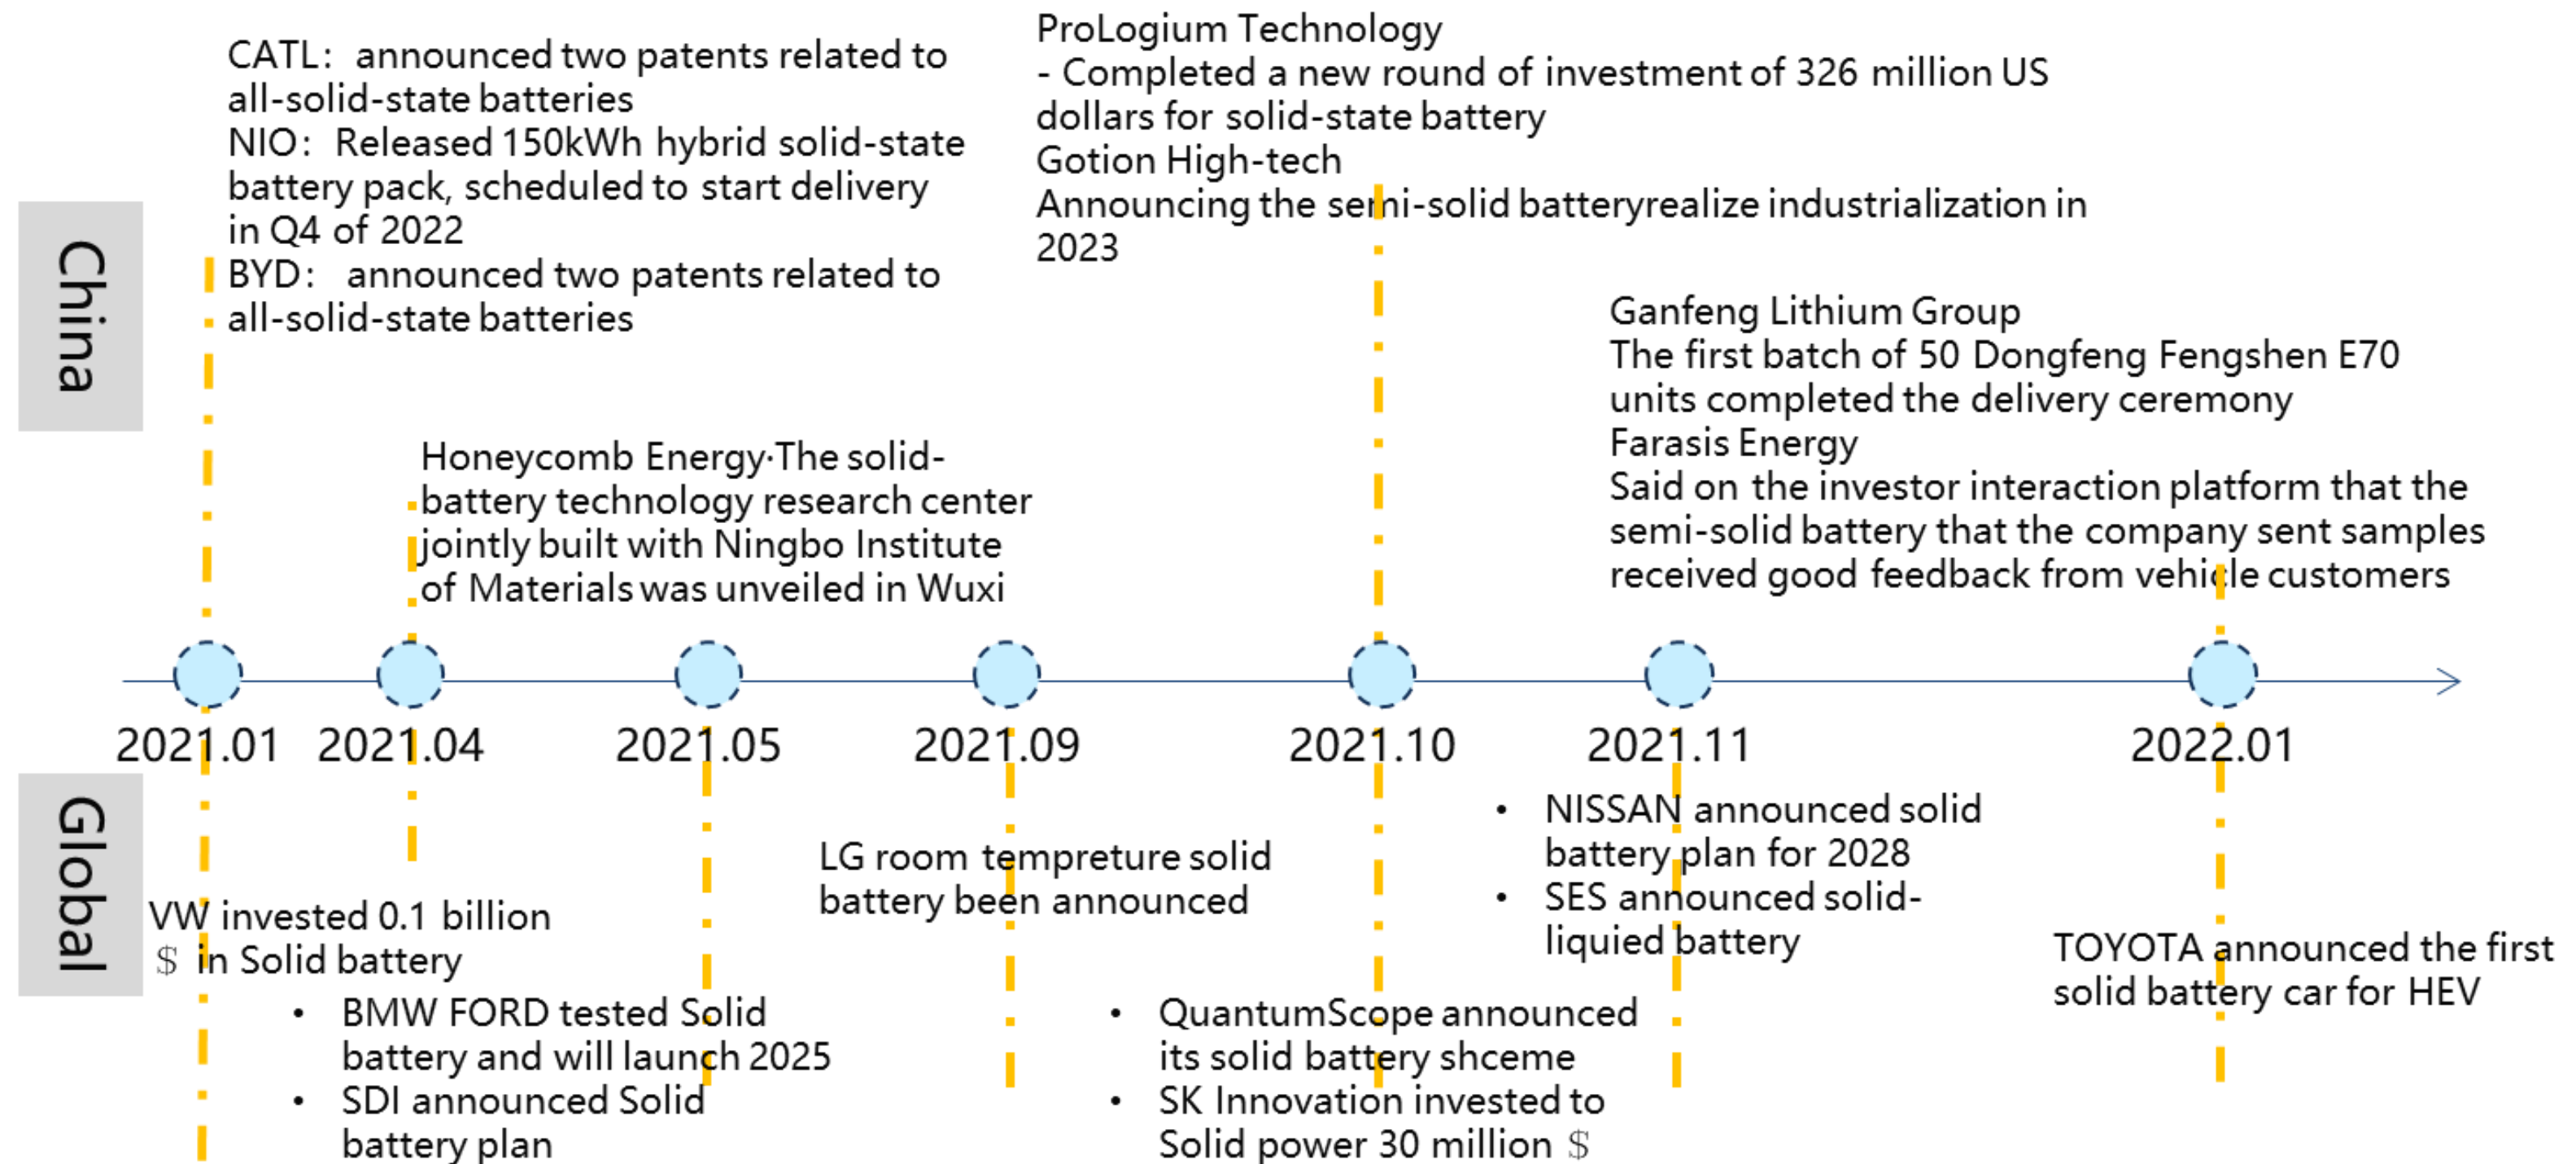 CATL: announced two patents related to
all-solid-state batteries
NIO: Released 150kWh hybrid solid-state
battery pack, scheduled to start delivery
in Q4 of 2022
BYD: announced two patents related to
all-solid-state batteries
ProLogium Technology
- Completed a new round of investment of 326 million US
dollars for solid-state battery
Gotion High-tech
Announcing the semi-solid batteryrealize industrialization in
2023
China
Honeycomb Energy·The solid-
battery technology research center
jointly built with Ningbo Institute
of Materials was unveiled in Wuxi
Ganfeng Lithium Group
The first batch of 50 Dongfeng Fengshen E70
units completed the delivery ceremony
Farasis Energy
Said on the investor interaction platform that the
semi-solid battery that the company sent samples
received good feedback from vehicle customers
2021.01 2021.04 2021.05 2021.09 2021.10 2021.11 2022.01
Global
VW invested 0.1 billion
$ in Solid battery
• BMW FORD tested Solid
battery and will launch 2025
• SDI announced Solid
battery plan
LG room tempreture solid
battery been announced
• QuantumScope announced
its solid battery shceme
• SK Innovation invested to
Solid power 30 million $
• NISSAN announced solid
battery plan for 2028
• SES announced solid-
liquied battery
TOYOTA announced the first
solid battery car for HEV